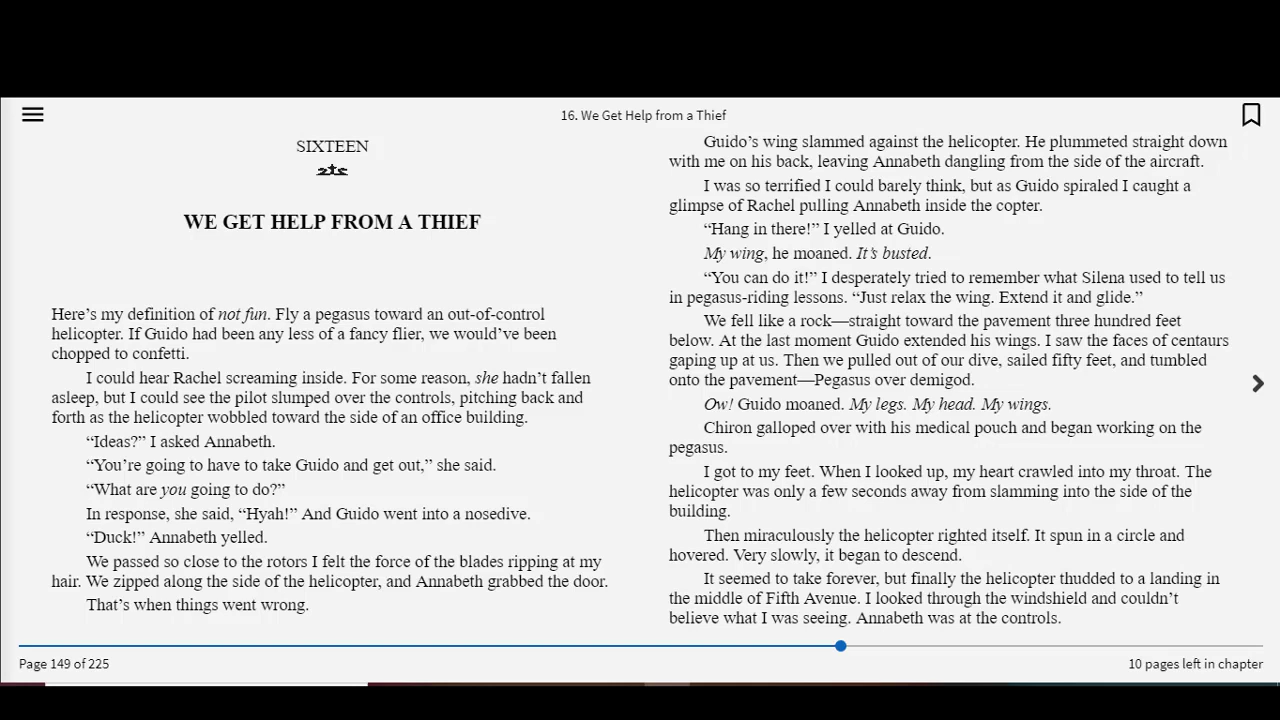 16. We Get Help from a Thief
SIXTEEN
WE GET HELP FROM A THIEF
Here’s my definition of not fun. Fly a pegasus toward an out-of-control
helicopter. If Guido had been any less of a fancy flier, we would’ve been
chopped to confetti.
I could hear Rachel screaming inside. For some reason, she hadn’t fallen
asleep, but I could see the pilot slumped over the controls, pitching back and
forth as the helicopter wobbled toward the side of an office building.
“Ideas?” I asked Annabeth.
“You’re going to have to take Guido and get out,” she said.
“What are you going to do?”
In response, she said, “Hyah!” And Guido went into a nosedive.
“Duck!” Annabeth yelled.
We passed so close to the rotors I felt the force of the blades ripping at my
hair. We zipped along the side of the helicopter, and Annabeth grabbed the door.
That’s when things went wrong.
Guido’s wing slammed against the helicopter. He plummeted straight down
with me on his back, leaving Annabeth dangling from the side of the aircraft.
I was so terrified I could barely think, but as Guido spiraled I caught a
glimpse of Rachel pulling Annabeth inside the copter.
“Hang in there!” I yelled at Guido.
My wing, he moaned. It’s busted.
“You can do it!” I desperately tried to remember what Silena used to tell us
in pegasus-riding lessons. “Just relax the wing. Extend it and glide.”
We fell like a rock—straight toward the pavement three hundred feet
below. At the last moment Guido extended his wings. I saw the faces of centaurs
gaping up at us. Then we pulled out of our dive, sailed fifty feet, and tumbled
onto the pavement—Pegasus over demigod.
Ow! Guido moaned. My legs. My head. My wings.
Chiron galloped over with his medical pouch and began working on the
pegasus.
I got to my feet. When I looked up, my heart crawled into my throat. The
helicopter was only a few seconds away from slamming into the side of the
building.
Then miraculously the helicopter righted itself. It spun in a circle and
hovered. Very slowly, it began to descend.
It seemed to take forever, but finally the helicopter thudded to a landing in
the middle of Fifth Avenue. I looked through the windshield and couldn’t
believe what I was seeing. Annabeth was at the controls.
Page 149 of 225
10 pages left in chapter